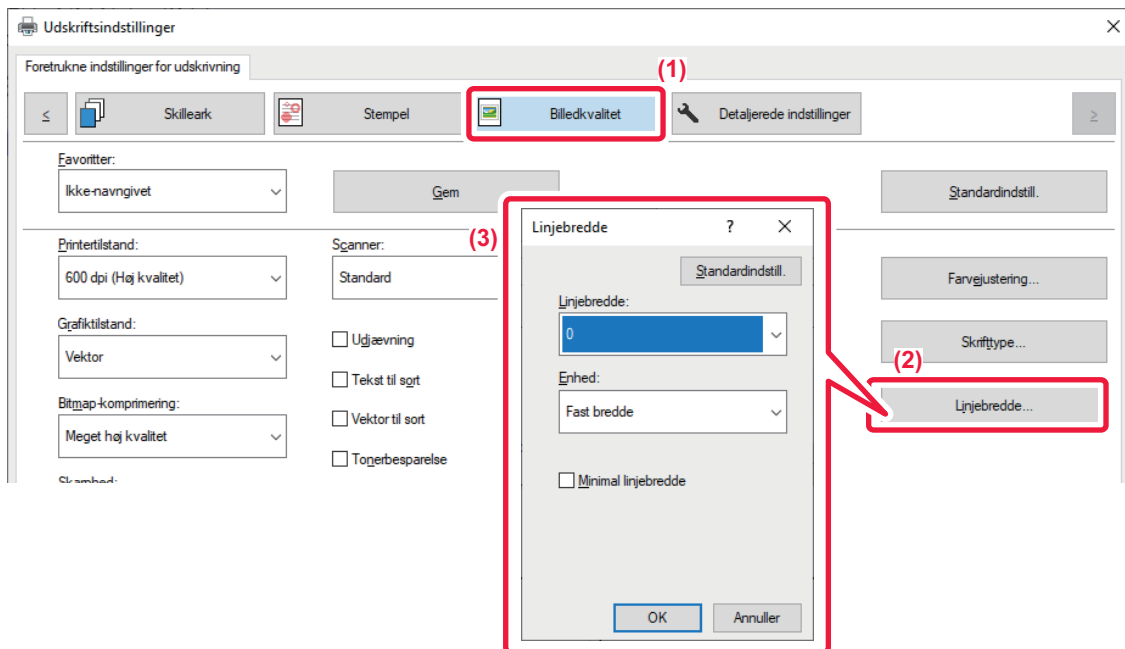 Udskriftsindstillinger
Foretrukne indstillinger for udskrivning
(1)
≤
Skilleark
Stempel
Billedkvalitet
Detaljerede indstillinger
≥
Favoritter:
Ikke-navngivet
Gem
Standardindstill.
Printertilstand:
600 dpi (Høj kvalitet)
Scanner:
Standard
Farvejustering...
Grafiktilstand:
Vektor
Udjævning
Skrifttype...
Tekst til sort
(2)
Linjebredde...
Bitmap-komprimering:
Meget høj kvalitet
Vektor til sort
Tonerbesparelse
Skarphed:
(3)
Linjebredde
?
Standardindstill.
Linjebredde:
0
Enhed:
Fast bredde
Minimal linjebredde
OK
Annuller